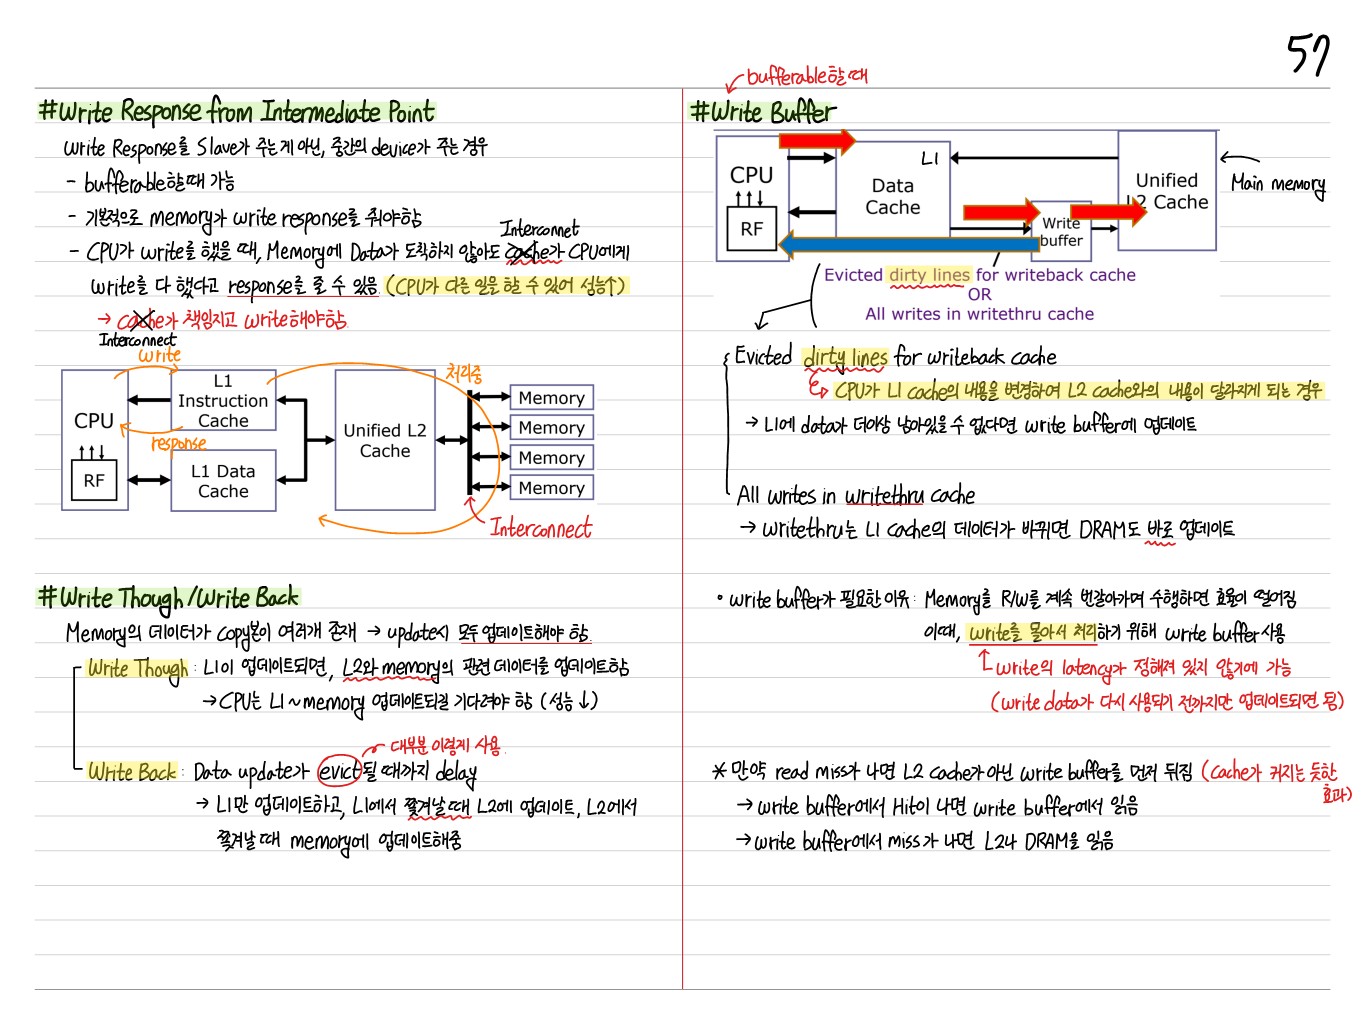 57
#Write Response from Intermediate Point
Write Response를 Slave가 주는게 아닌, 중간의 device가 주는 경우
- bufferable할 때 가능
- 기본적으로 memory가 write response를 줘야함
Interconnet
- CPU가 write를 했을 때, Memory에 Data가 도착하지 않아도 cache가 CPU에게
write를 다 했다고 response를 줄 수 있음 (CPU가 다른 일을 할 수 있어 성능↑)
→ cache가 책임지고 write해야함
Interconnect
write
처리중
L1
Instruction
Cache
CPU
response
RF
L1 Data
Cache
Unified L2
Cache
Memory
Memory
Memory
Memory
Interconnect
#Write Though/Write Back
Memory의 데이터가 copy본이 여러개 존재 → update시 모두 업데이트해야 함
Write Though : L1이 업데이트되면, L2와 memory의 관련 데이터를 업데이트함
→ CPU는 L1 ~ memory 업데이트되길 기다려야 함 (성능↓)
대부분 이렇게 사용
Write Back : Data update가 evict될 때까지 delay
→ L1만 업데이트하고, L1에서 쫓겨날 때 L2에 업데이트, L2에서
쫓겨날 때 memory에 업데이트해줌
bufferable할 때
#Write Buffer
CPU
RF
L1
Data
Cache
Write
buffer
Unified
L2 Cache
Main memory
Evicted dirty lines for writeback cache
OR
All writes in writethru cache
Evicted dirty lines for writeback cache
CPU가 L1 cache의 내용을 변경하여 L2 cache와의 내용이 달라지게 되는 경우
→ L1에 data가 더이상 남아있을 수 없다면 write buffer에 업데이트
All writes in writethru cache
→ writethru는 L1 cache의 데이터가 바뀌면 DRAM도 바로 업데이트
• write buffer가 필요한 이유 : Memory를 R/W를 계속 번갈아가며 수행하면 효율이 떨어짐
이때, write를 몰아서 처리하기 위해 write buffer 사용
write의 latency가 정해져 있지 않기에 가능
(write data가 다시 사용되기 전까지만 업데이트되면 됨)
* 만약 read miss가 나면 L2 cache가 아닌 write buffer를 먼저 뒤짐 (cache가 커지는 듯한
효과)
→ write buffer에서 Hit이 나면 write buffer에서 읽음
→ write buffer에서 miss가 나면 L2나 DRAM을 읽음